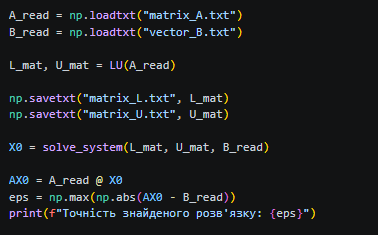 A_read = np.loadtxt("matrix_A.txt")
B_read = np.loadtxt("vector_B.txt")
L_mat, U_mat = LU(A_read)
np.savetxt("matrix_L.txt", L_mat)
np.savetxt("matrix_U.txt", U_mat)
X0 = solve_system(L_mat, U_mat, B_read)
AX0 = A_read @ X0
eps = np.max(np.abs(AX0 - B_read))
print(f"Точність знайденого розв'язку: {eps}")